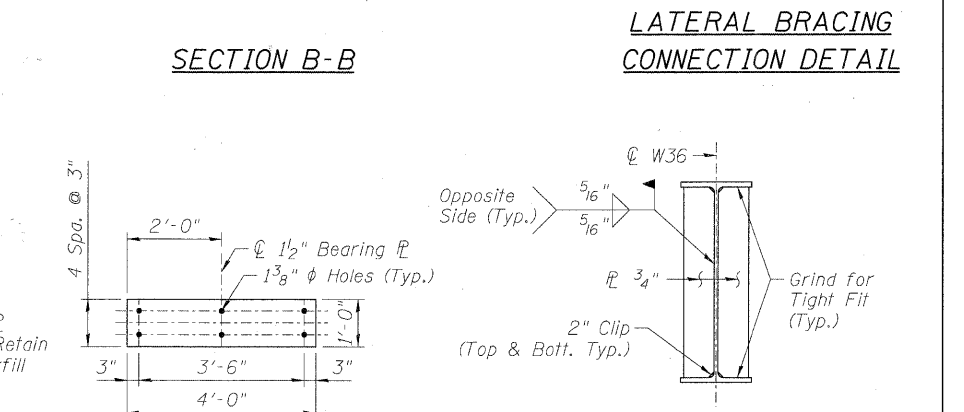 LATERAL BRACING
CONNECTION DETAIL
SECTION B-B
4 Spa. @ 3"
2'-0"
℄ 1½" Bearing ℙ
1⅜" φ Holes (Typ.)
1'-0"
Retain
fill
3"
3'-6"
3"
4'-0"
℄ W36
Opposite
Side (Typ.)
5/16"
5/16"
ℙ 3/4"
Grind for
Tight Fit
(Typ.)
2" Clip
(Top & Bott. Typ.)